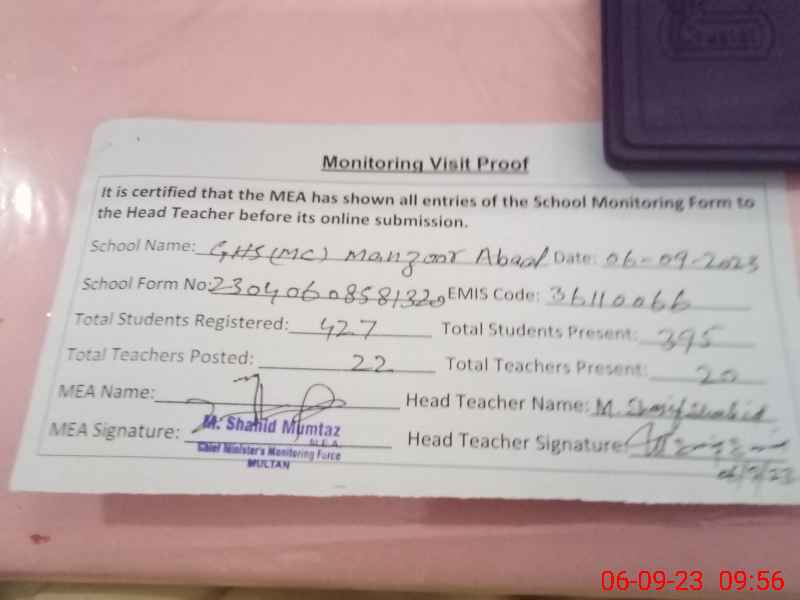 Monitoring Visit Proof
It is certified that the MEA has shown all entries of the School Monitoring Form to
the Head Teacher before its online submission.
School Name: GHS (MC) Manzoor Abad Date: 06-09-2023
School Form No: 23040608581320 EMIS Code: 36110066
Total Students Registered: 427 Total Students Present: 395
Total Teachers Posted: 22 Total Teachers Present: 20
MEA Name: Head Teacher Name: M.
MEA Signature: M. Shahid Mumtaz Head Teacher Signature:
M.E.A
Chief Minister's Monitoring Force
MULTAN
06-09-23 09:56